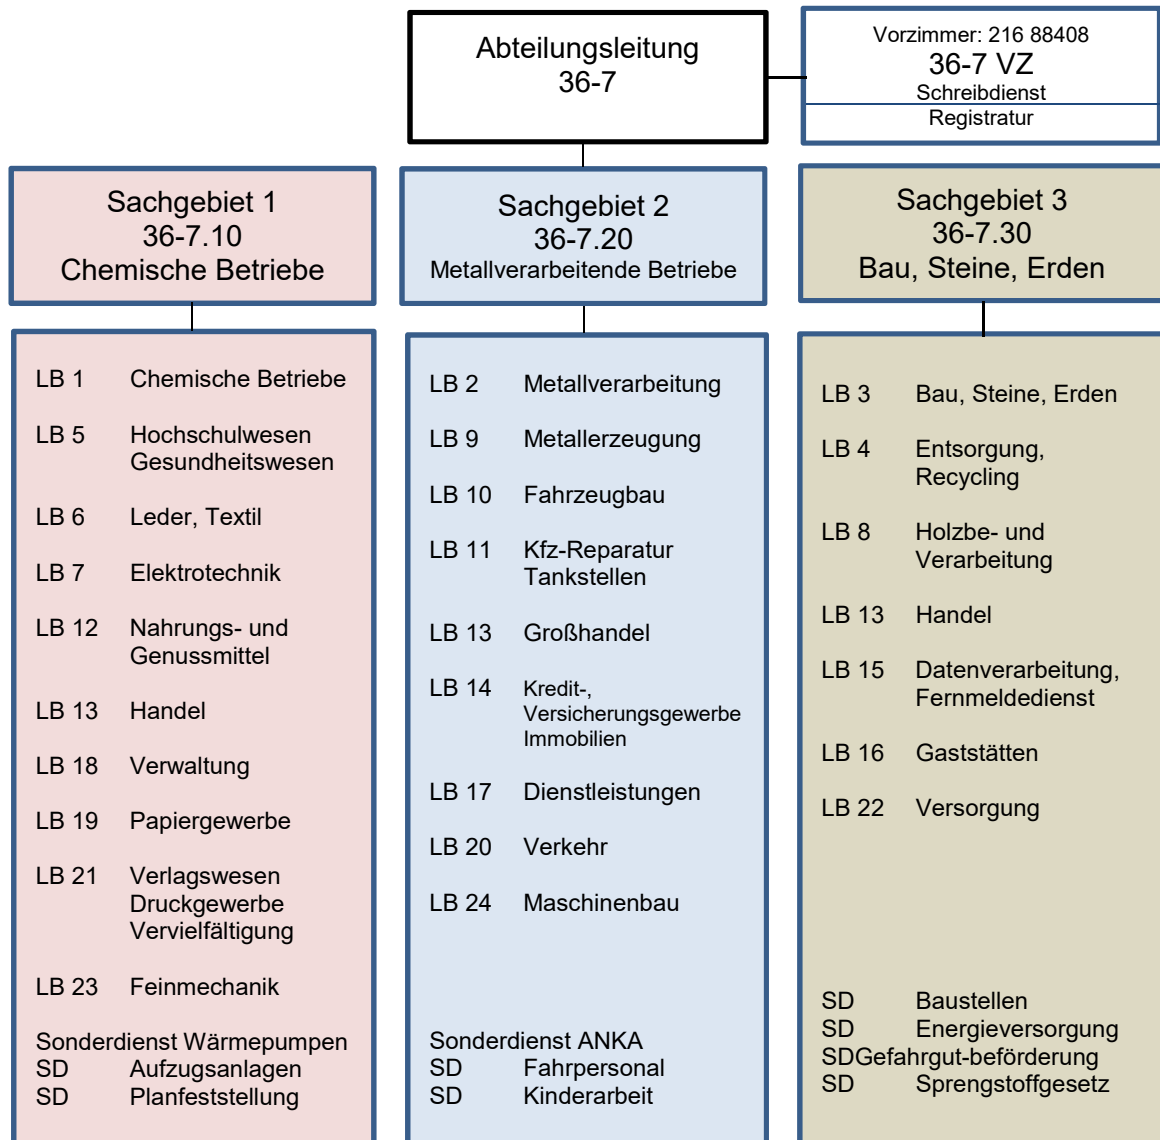 Abteilungsleitung
36-7
Vorzimmer: 216 88408
36-7 VZ
Schreibdienst
Registratur
Sachgebiet 1
36-7.10
Chemische Betriebe
Sachgebiet 2
36-7.20
Metallverarbeitende Betriebe
Sachgebiet 3
36-7.30
Bau, Steine, Erden
LB 1 Chemische Betriebe
LB 5 Hochschulwesen
Gesundheitswesen
LB 6 Leder, Textil
LB 7 Elektrotechnik
LB 12 Nahrungs- und
Genussmittel
LB 13 Handel
LB 18 Verwaltung
LB 19 Papiergewerbe
LB 21 Verlagswesen
Druckgewerbe
Vervielfältigung
LB 23 Feinmechanik
Sonderdienst Wärmepumpen
SD Aufzugsanlagen
SD Planfeststellung
LB 2 Metallverarbeitung
LB 9 Metallerzeugung
LB 10 Fahrzeugbau
LB 11 Kfz-Reparatur
Tankstellen
LB 13 Großhandel
LB 14 Kredit-,
Versicherungsgewerbe
Immobilien
LB 17 Dienstleistungen
LB 20 Verkehr
LB 24 Maschinenbau
Sonderdienst ANKA
SD Fahrpersonal
SD Kinderarbeit
LB 3 Bau, Steine, Erden
LB 4 Entsorgung,
Recycling
LB 8 Holzbe- und
Verarbeitung
LB 13 Handel
LB 15 Datenverarbeitung,
Fernmeldedienst
LB 16 Gaststätten
LB 22 Versorgung
SD Baustellen
SD Energieversorgung
SDGefahrgut-beförderung
SD Sprengstoffgesetz